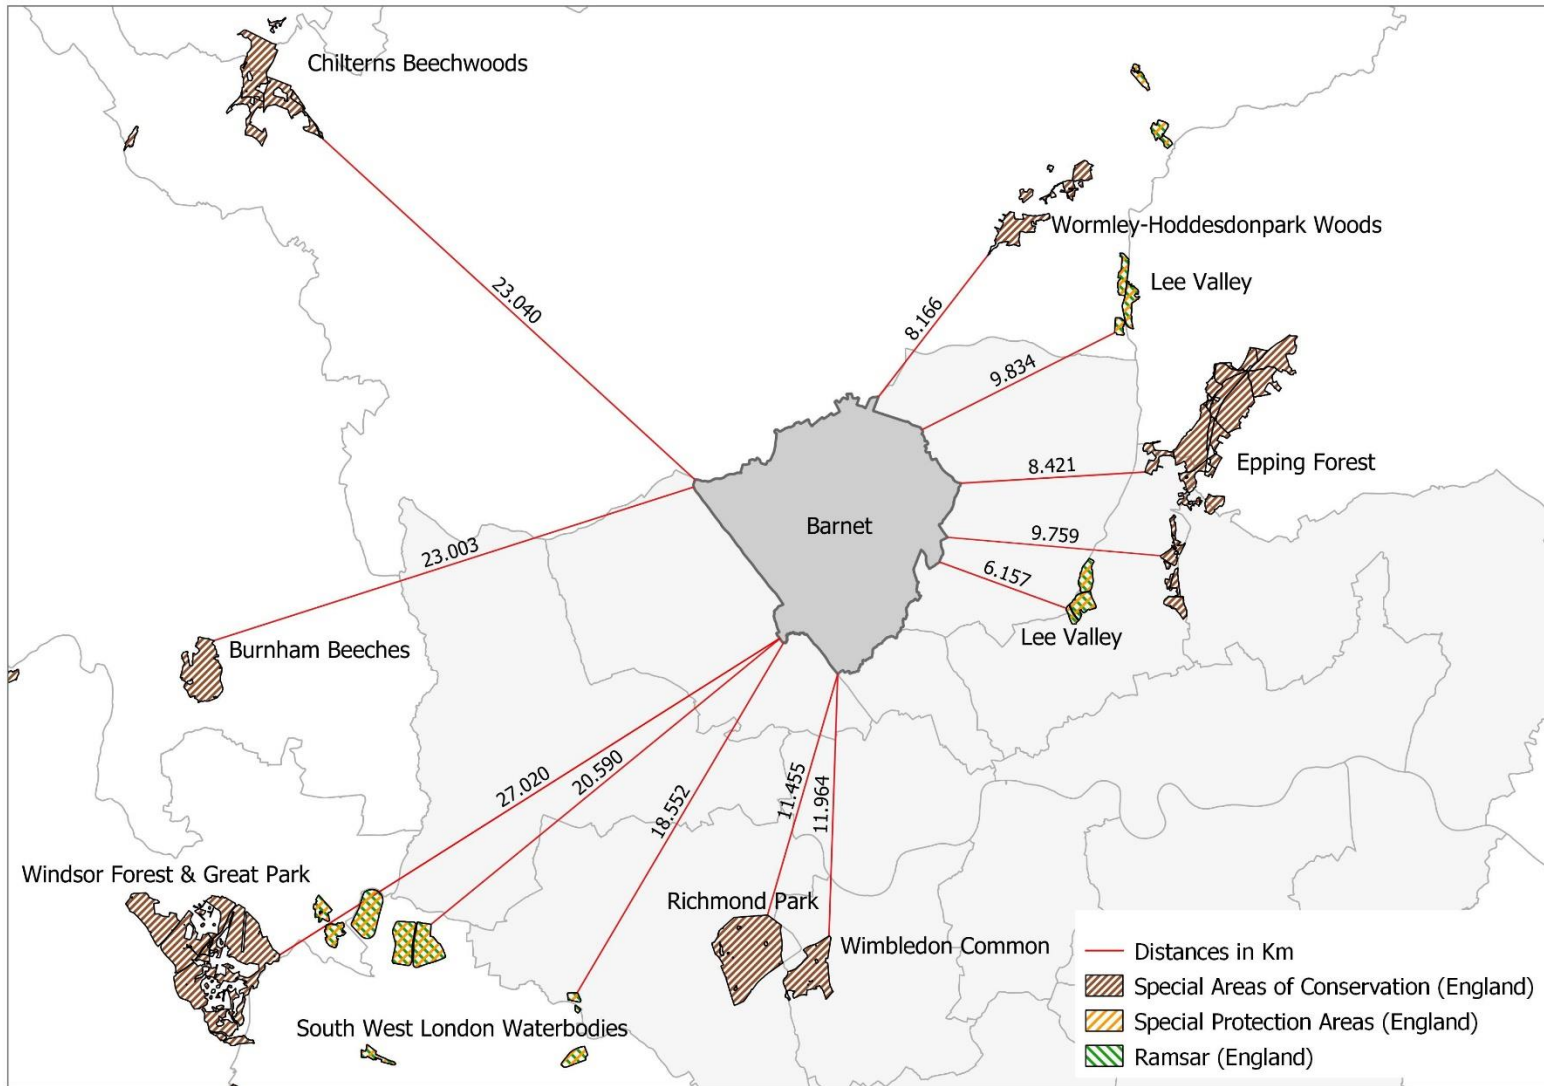 Chilterns Beechwoods
Wormley-Hoddesdonpark Woods
Lee Valley
23.040
8.166
9.834
8.421
Epping Forest
Barnet
9.759
23.003
6.157
Lee Valley
Burnham Beeches
27.020
20.590
18.552
11.455
11.964
Windsor Forest & Great Park
Richmond Park
Wimbledon Common
South West London Waterbodies
Distances in Km
Special Areas of Conservation (England)
Special Protection Areas (England)
Ramsar (England)